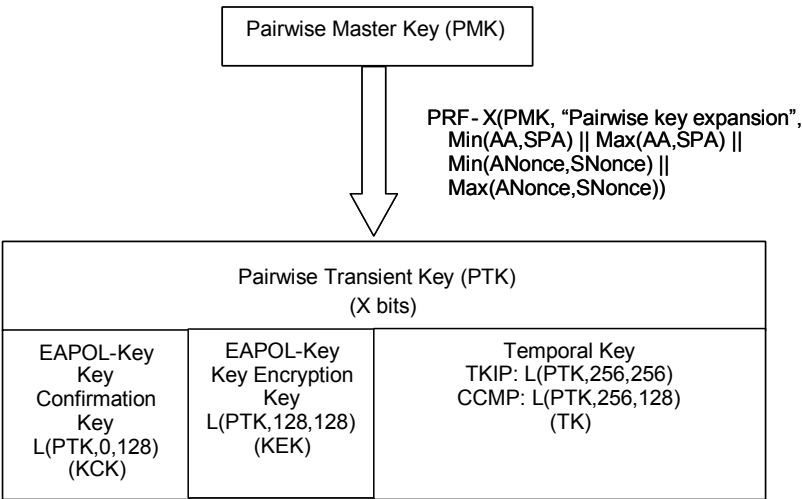 Pairwise Master Key (PMK)
PRF - X(PMK, “Pairwise key expansion”,
Min(AA,SPA) || Max(AA,SPA) ||
Min(ANonce,SNonce) ||
Max(ANonce,SNonce))
Pairwise Transient Key (PTK)
(X bits)
EAPOL-Key
Key
Confirmation
Key
L(PTK,0,128)
(KCK)
EAPOL-Key
Key Encryption
Key
L(PTK,128,128)
(KEK)
Temporal Key
TKIP: L(PTK,256,256)
CCMP: L(PTK,256,128)
(TK)